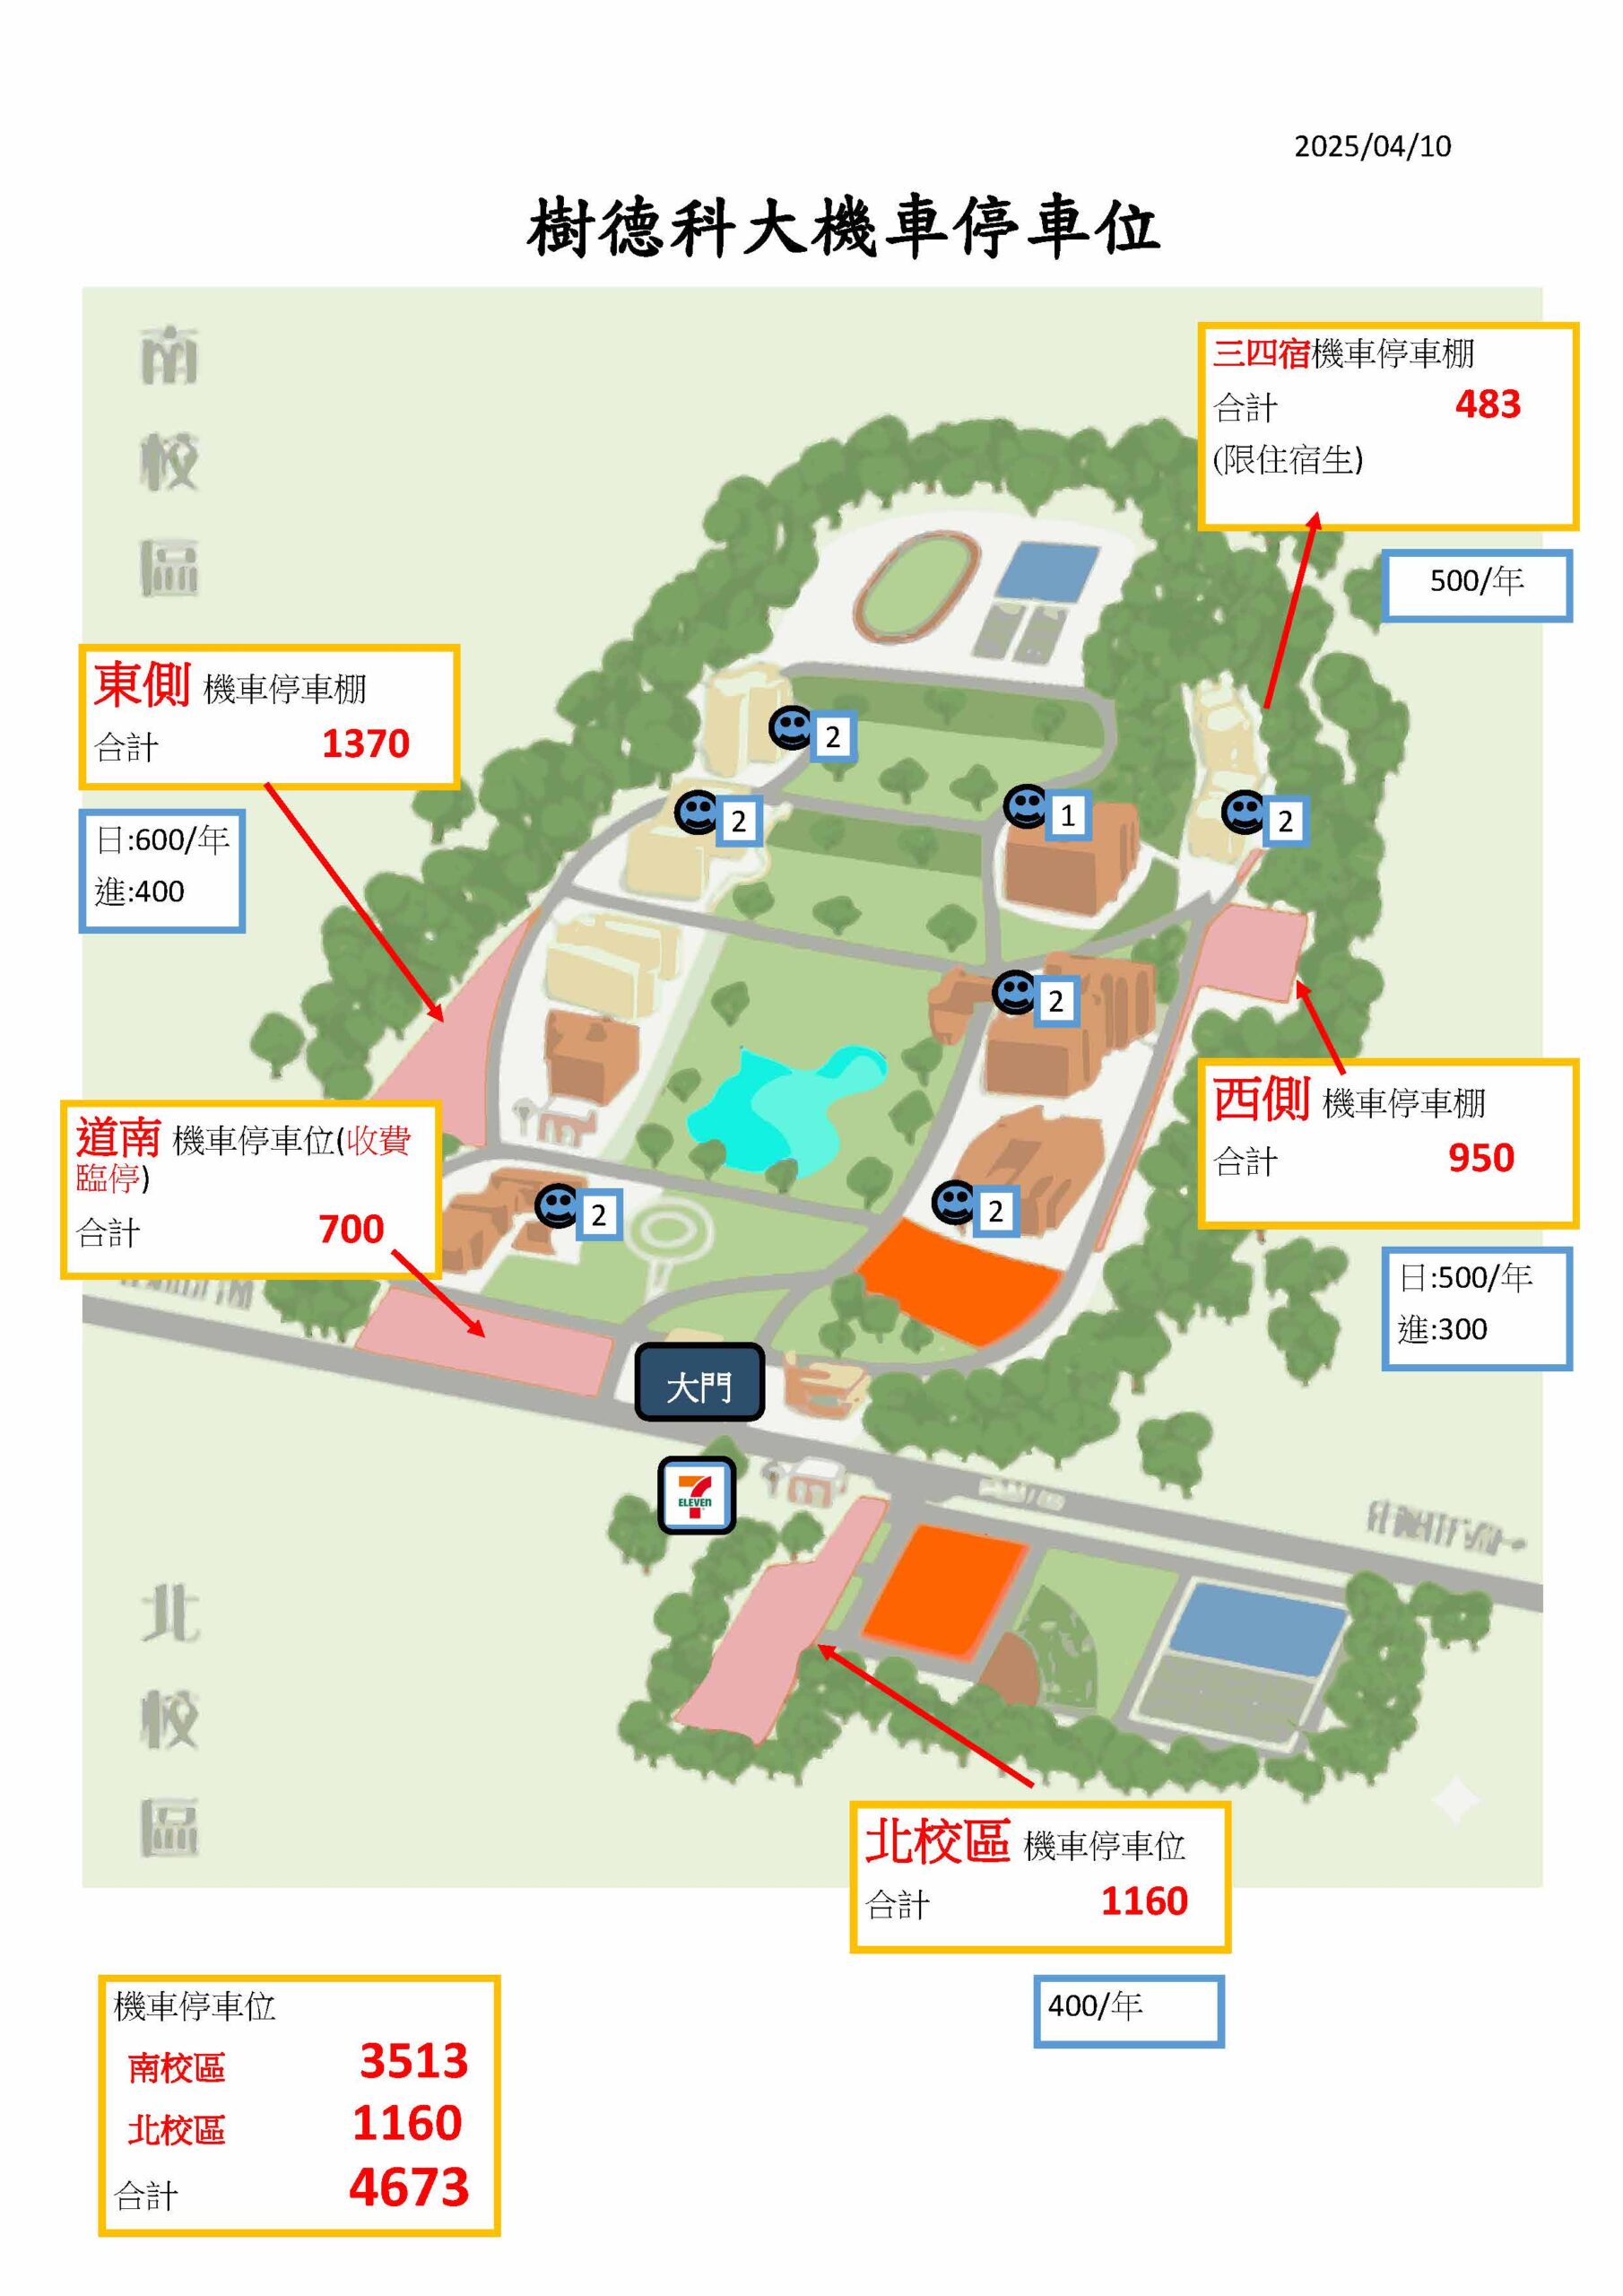 2025/04/10
樹德科大機車停車位
南
校
區
三四宿機車停車棚
合計 483
(限住宿生)
500/年
東側 機車停車棚
合計 1370
日:600/年
進:400
2
2
1
2
2
西側 機車停車棚
合計 950
道南 機車停車位(收費
臨停)
合計 700
2
2
日:500/年
進:300
大門
7
ELEVEn
北
校
區
北校區 機車停車位
合計 1160
400/年
機車停車位
南校區 3513
北校區 1160
合計 4673